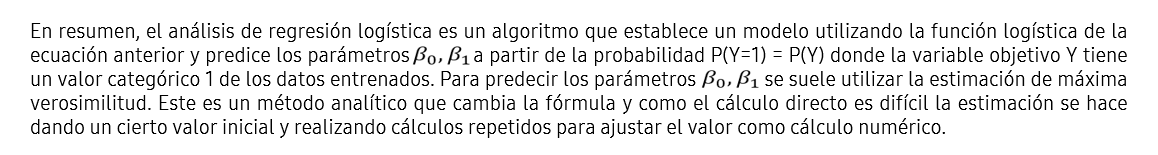 En resumen, el análisis de regresión logística es un algoritmo que establece un modelo utilizando la función logística de la
ecuación anterior y predice los parámetros β₀, β₁ a partir de la probabilidad P(Y=1) = P(Y) donde la variable objetivo Y tiene
un valor categórico 1 de los datos entrenados. Para predecir los parámetros β₀, β₁ se suele utilizar la estimación de máxima
verosimilitud. Este es un método analítico que cambia la fórmula y como el cálculo directo es difícil la estimación se hace
dando un cierto valor inicial y realizando cálculos repetidos para ajustar el valor como cálculo numérico.